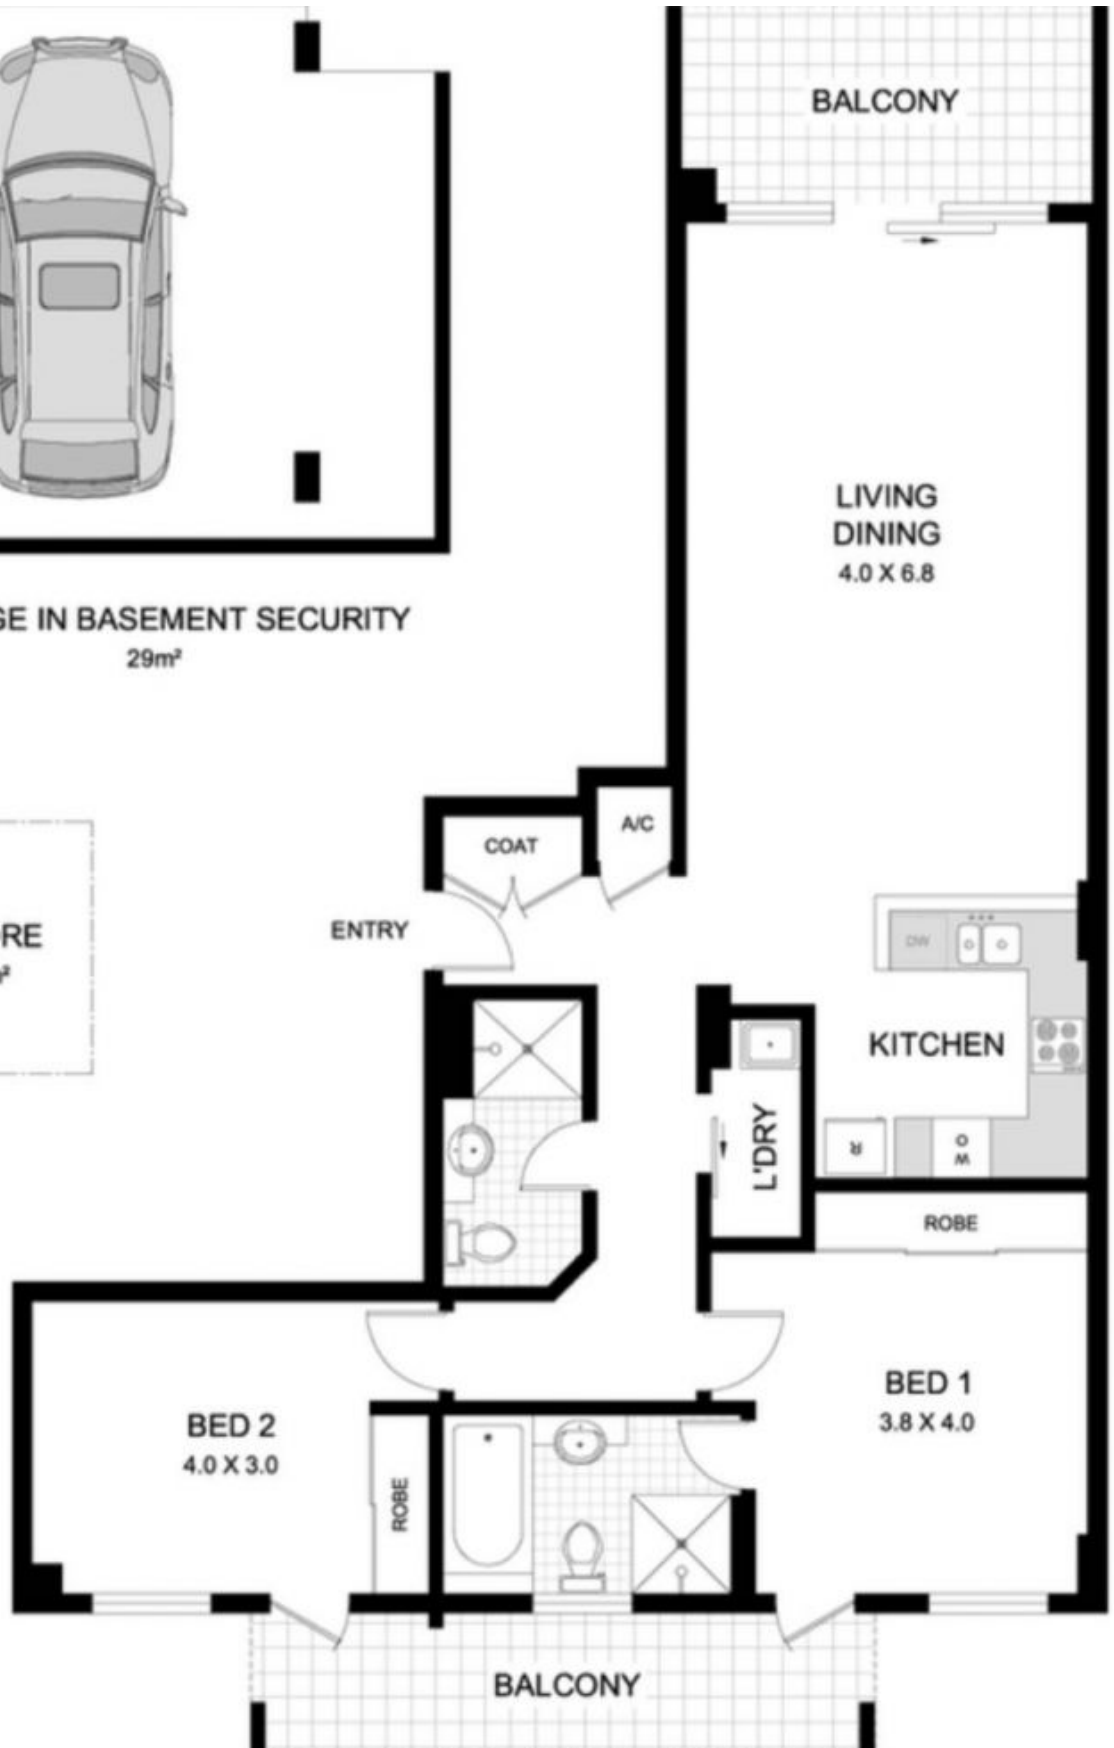 BALCONY
LIVING
DINING
4.0 X 6.8
GE IN BASEMENT SECURITY
29m²
A/C
COAT
ENTRY
RE
DW
KITCHEN
L'DRY
R
W O
ROBE
BED 1
3.8 X 4.0
BED 2
4.0 X 3.0
ROBE
BALCONY